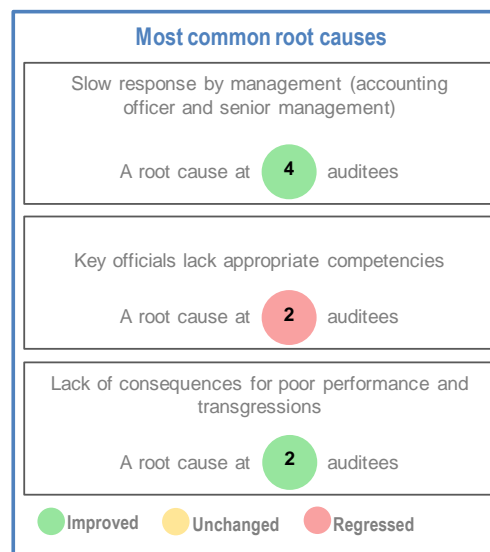 Most common root causes
Slow response by management (accounting
officer and senior management)
A root cause at 4 auditees
Key officials lack appropriate competencies
A root cause at 2 auditees
Lack of consequences for poor performance and
transgressions
A root cause at 2 auditees
Improved Unchanged Regressed